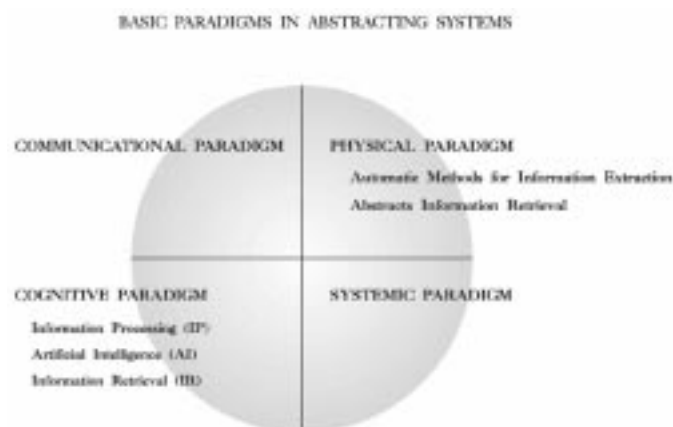 BASIC PARADIGMS IN ABSTRACTING SYSTEMS
COMMUNICATIONAL PARADIGM
PHYSICAL PARADIGM
Automatic Methods for Information Extraction
Abstracts Information Retrieval
COGNITIVE PARADIGM
Information Processing (IP)
Artificial Intelligence (AI)
Information Retrieval (IR)
SYSTEMIC PARADIGM